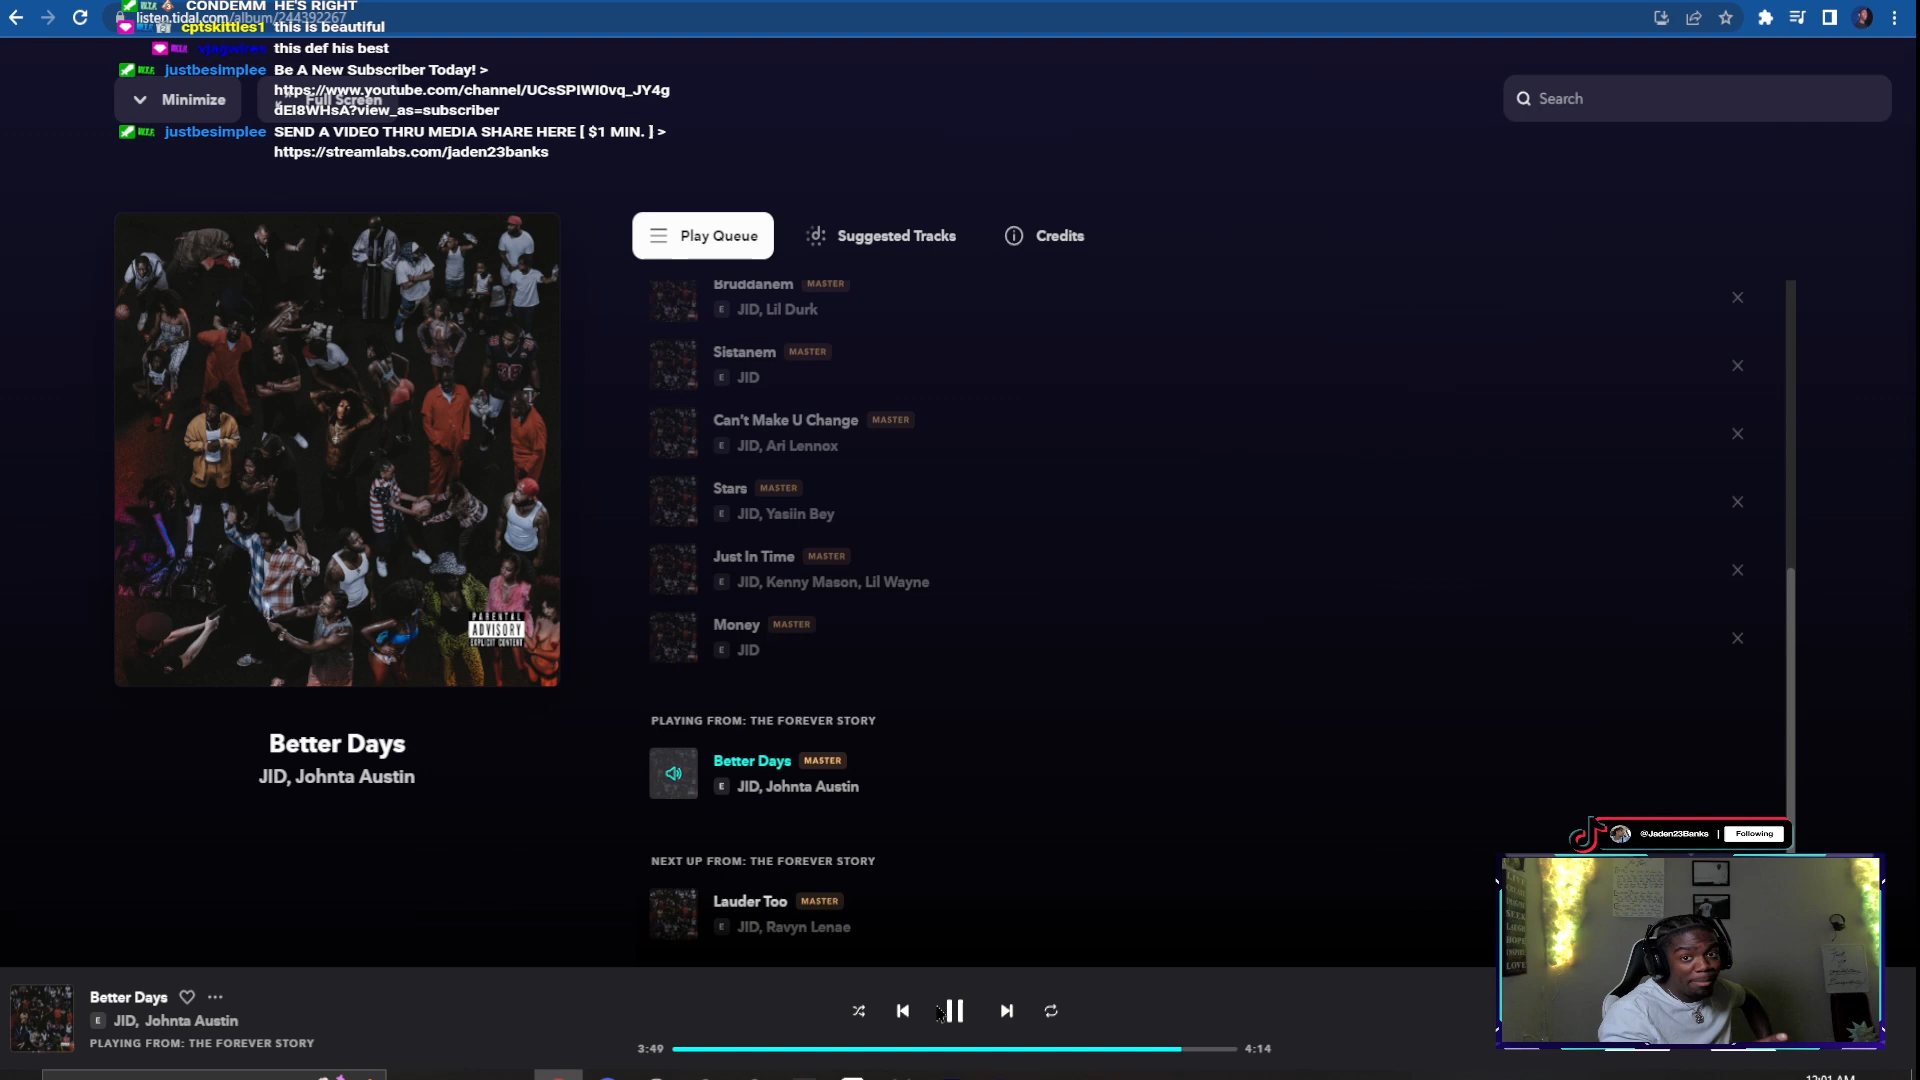 CONDEMM HE'S RIGHT
listen.tidal.com/album/244392267
cptskittles1 this is beautiful
this def his best
justbesimplee Be A New Subscriber Today! >
https://www.youtube.com/channel/UCsSPIWI0vq_JY4g
dEI8WHsA?view_as=subscriber
Minimize
Full Screen
Search
justbesimplee SEND A VIDEO THRU MEDIA SHARE HERE [ $1 MIN. ] >
https://streamlabs.com/jaden23banks
Play Queue
Suggested Tracks
Credits
Bruddanem MASTER
E JID, Lil Durk
Sistanem MASTER
E JID
Can't Make U Change MASTER
E JID, Ari Lennox
Stars MASTER
E JID, Yasiin Bey
Just In Time MASTER
E JID, Kenny Mason, Lil Wayne
Money MASTER
E JID
PARENTAL
ADVISORY
EXPLICIT CONTENT
Better Days
JID, Johnta Austin
PLAYING FROM: THE FOREVER STORY
Better Days MASTER
E JID, Johnta Austin
@Jaden23Banks | Following
NEXT UP FROM: THE FOREVER STORY
Lauder Too MASTER
E JID, Ravyn Lenae
Better Days
E JID, Johnta Austin
PLAYING FROM: THE FOREVER STORY
3:49
4:14
12:01 AM